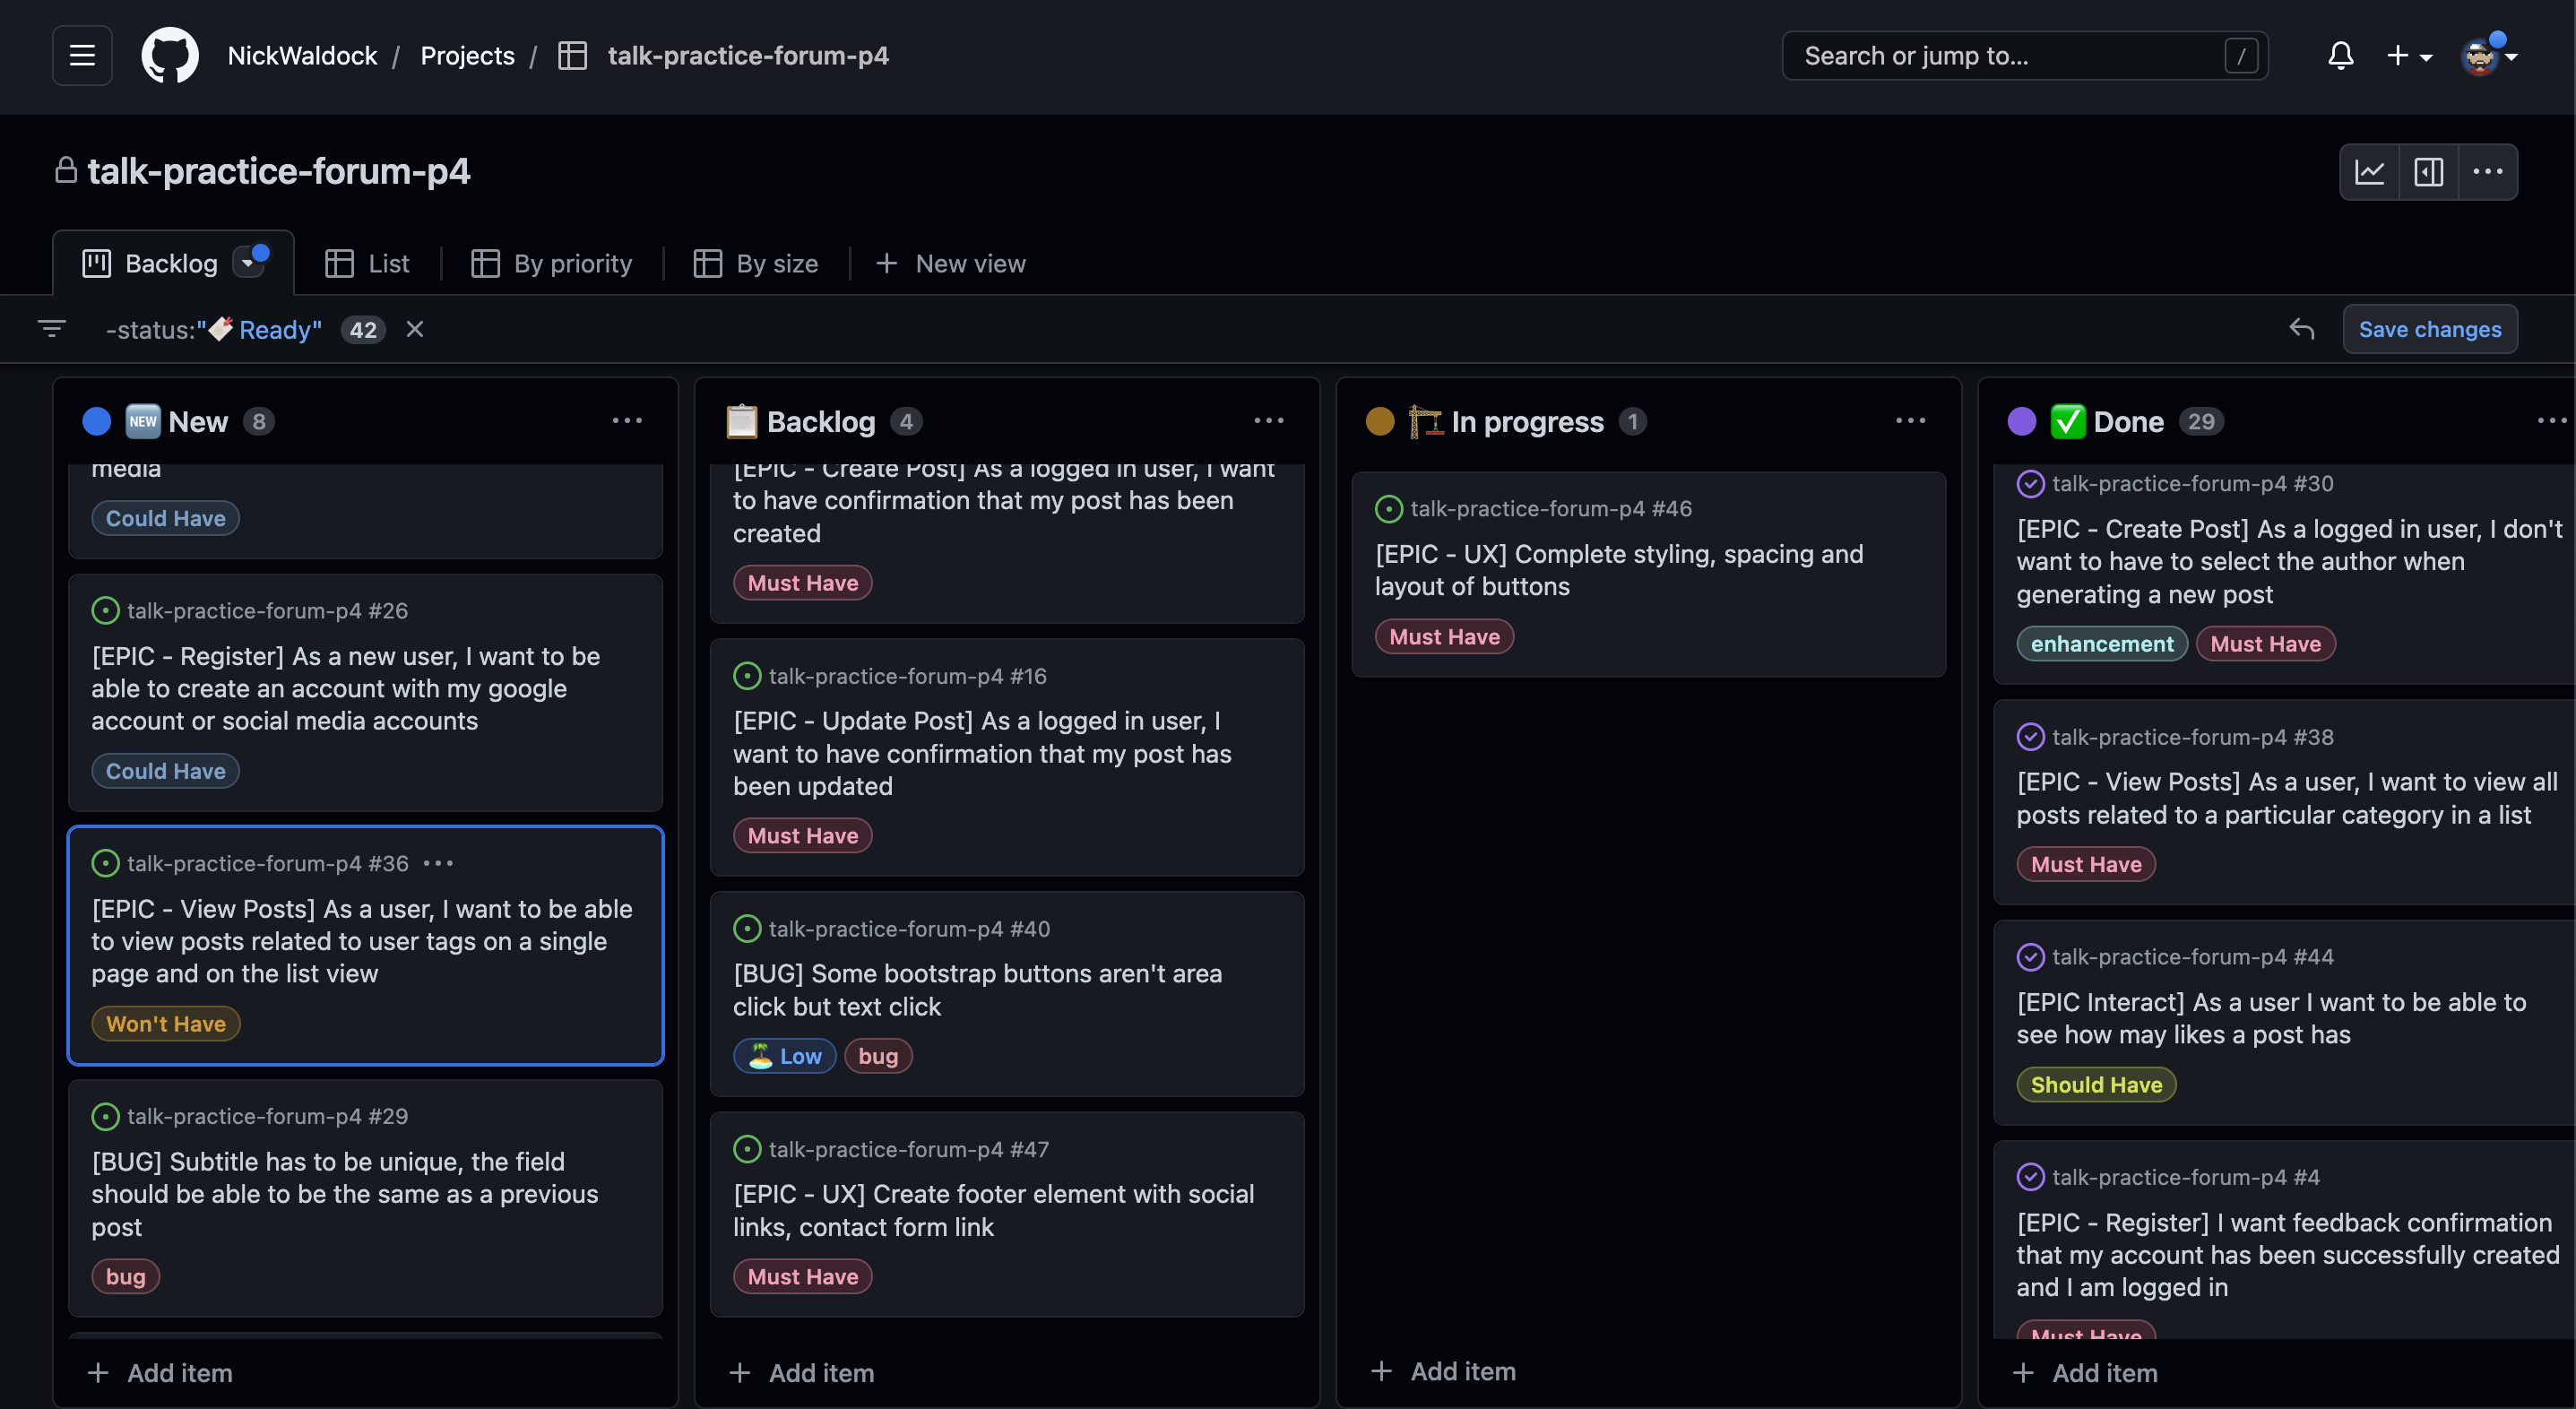 NickWaldock / Projects / talk-practice-forum-p4
Search or jump to... /
talk-practice-forum-p4
Backlog
List
By priority
By size
New view
-status:"Ready" 42
Save changes
NEW New 8
media
Could Have
talk-practice-forum-p4 #26
[EPIC - Register] As a new user, I want to be
able to create an account with my google
account or social media accounts
Could Have
talk-practice-forum-p4 #36
[EPIC - View Posts] As a user, I want to be able
to view posts related to user tags on a single
page and on the list view
Won't Have
talk-practice-forum-p4 #29
[BUG] Subtitle has to be unique, the field
should be able to be the same as a previous
post
bug
Add item
Backlog 4
[EPIC - Create Post] As a logged in user, I want
to have confirmation that my post has been
created
Must Have
talk-practice-forum-p4 #16
[EPIC - Update Post] As a logged in user, I
want to have confirmation that my post has
been updated
Must Have
talk-practice-forum-p4 #40
[BUG] Some bootstrap buttons aren't area
click but text click
Low bug
talk-practice-forum-p4 #47
[EPIC - UX] Create footer element with social
links, contact form link
Must Have
Add item
In progress 1
talk-practice-forum-p4 #46
[EPIC - UX] Complete styling, spacing and
layout of buttons
Must Have
Add item
Done 29
talk-practice-forum-p4 #30
[EPIC - Create Post] As a logged in user, I don't
want to have to select the author when
generating a new post
enhancement Must Have
talk-practice-forum-p4 #38
[EPIC - View Posts] As a user, I want to view all
posts related to a particular category in a list
Must Have
talk-practice-forum-p4 #44
[EPIC Interact] As a user I want to be able to
see how may likes a post has
Should Have
talk-practice-forum-p4 #4
[EPIC - Register] I want feedback confirmation
that my account has been successfully created
and I am logged in
Must Have
Add item